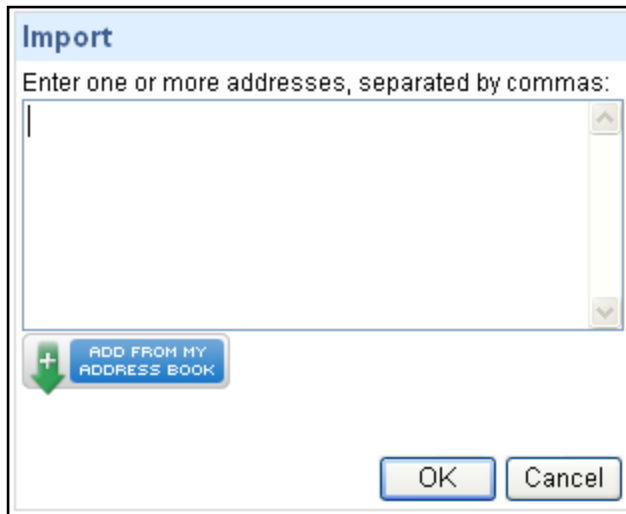 Import
Enter one or more addresses, separated by commas:
ADD FROM MY
ADDRESS BOOK
OK
Cancel